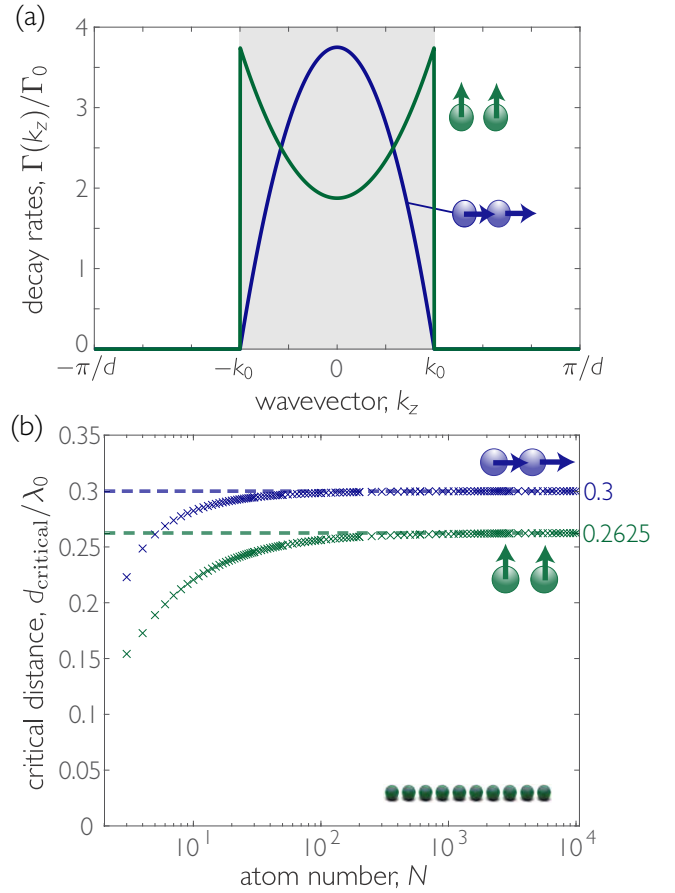 (a)
decay rates, Γ(k_z)/Γ_0
4
3
2
1
0
−π/d
−k_0
0
k_0
π/d
wavevector, k_z
(b)
critical distance, d_critical/λ_0
0.35
0.3
0.25
0.2
0.15
0.1
0.05
0
0.3
0.2625
10^1
10^2
10^3
10^4
atom number, N